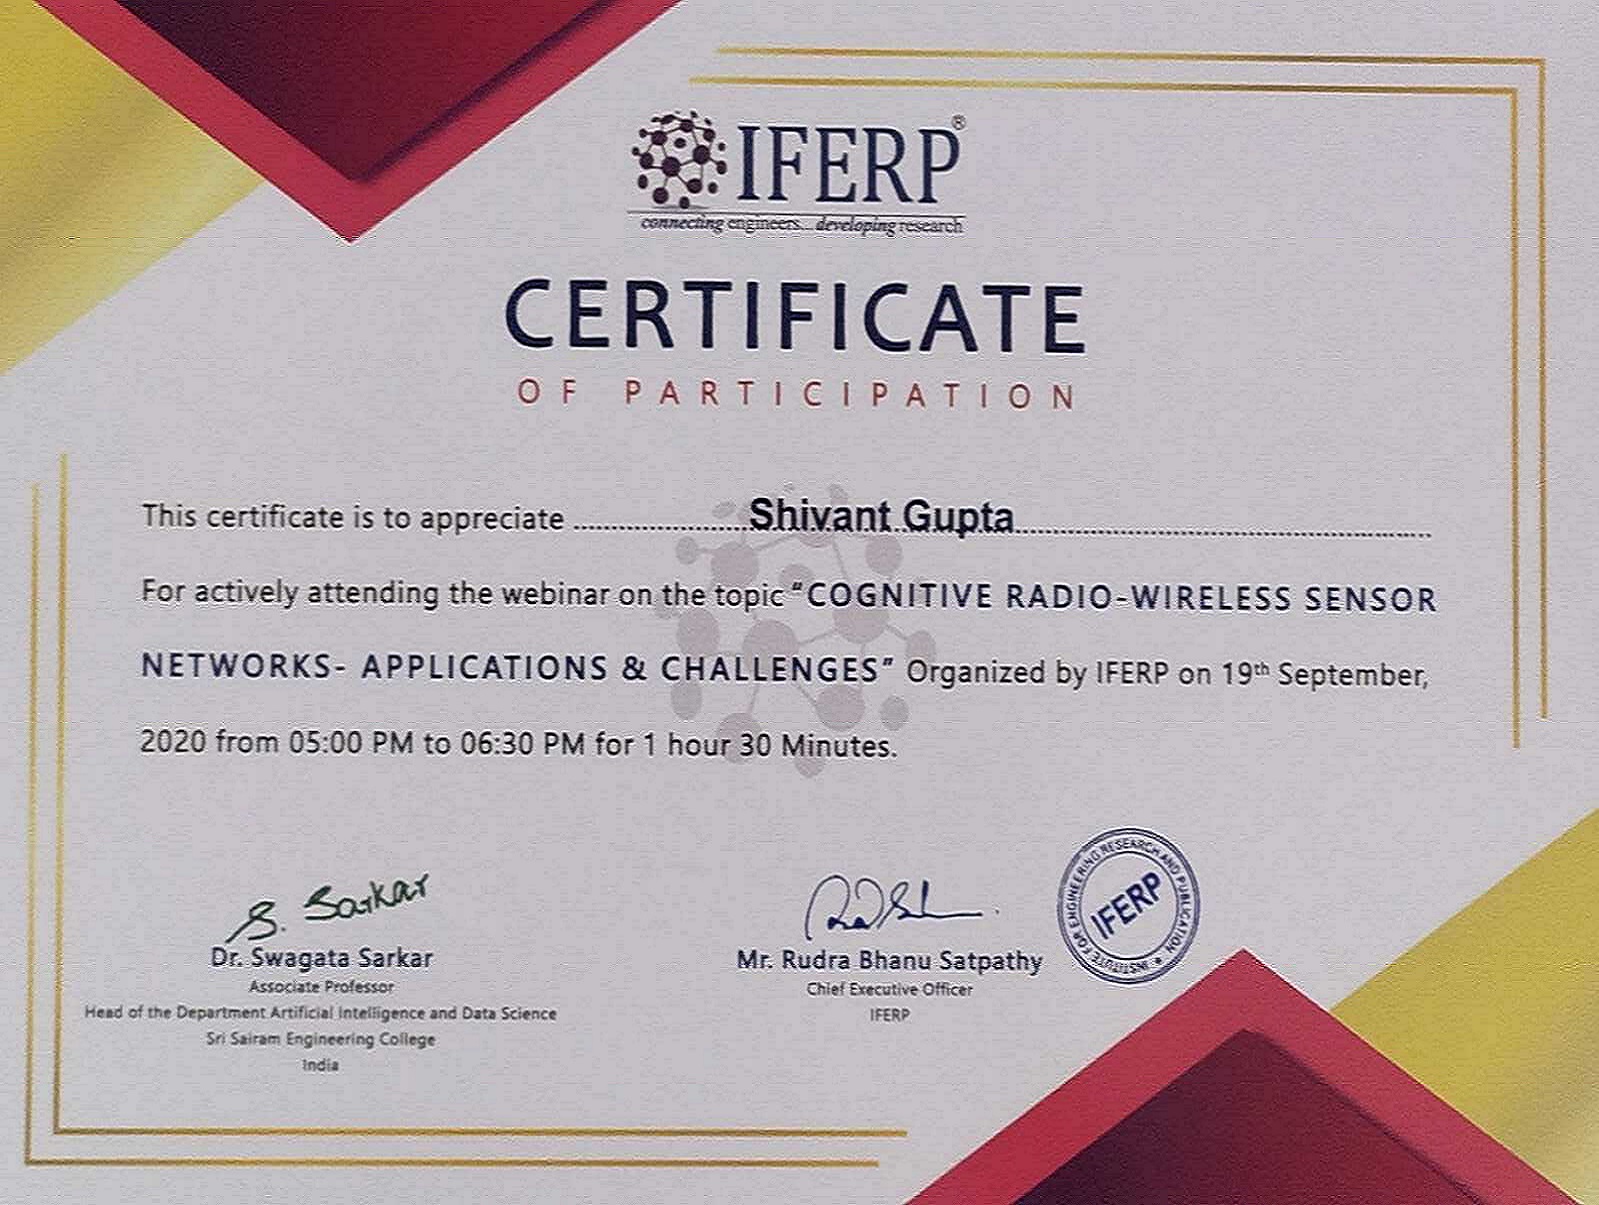 IFERP®
connecting engineers...developing research
CERTIFICATE
OF PARTICIPATION
This certificate is to appreciate ........................Shivant Gupta............................................................
For actively attending the webinar on the topic “COGNITIVE RADIO-WIRELESS SENSOR
NETWORKS- APPLICATIONS & CHALLENGES” Organized by IFERP on 19th September,
2020 from 05:00 PM to 06:30 PM for 1 hour 30 Minutes.
S. Sarkar
Dr. Swagata Sarkar
Associate Professor
Head of the Department Artificial Intelligence and Data Science
Sri Sairam Engineering College
India
Mr. Rudra Bhanu Satpathy
Chief Executive Officer
IFERP
INSTITUTE FOR ENGINEERING RESEARCH AND PUBLICATION
IFERP